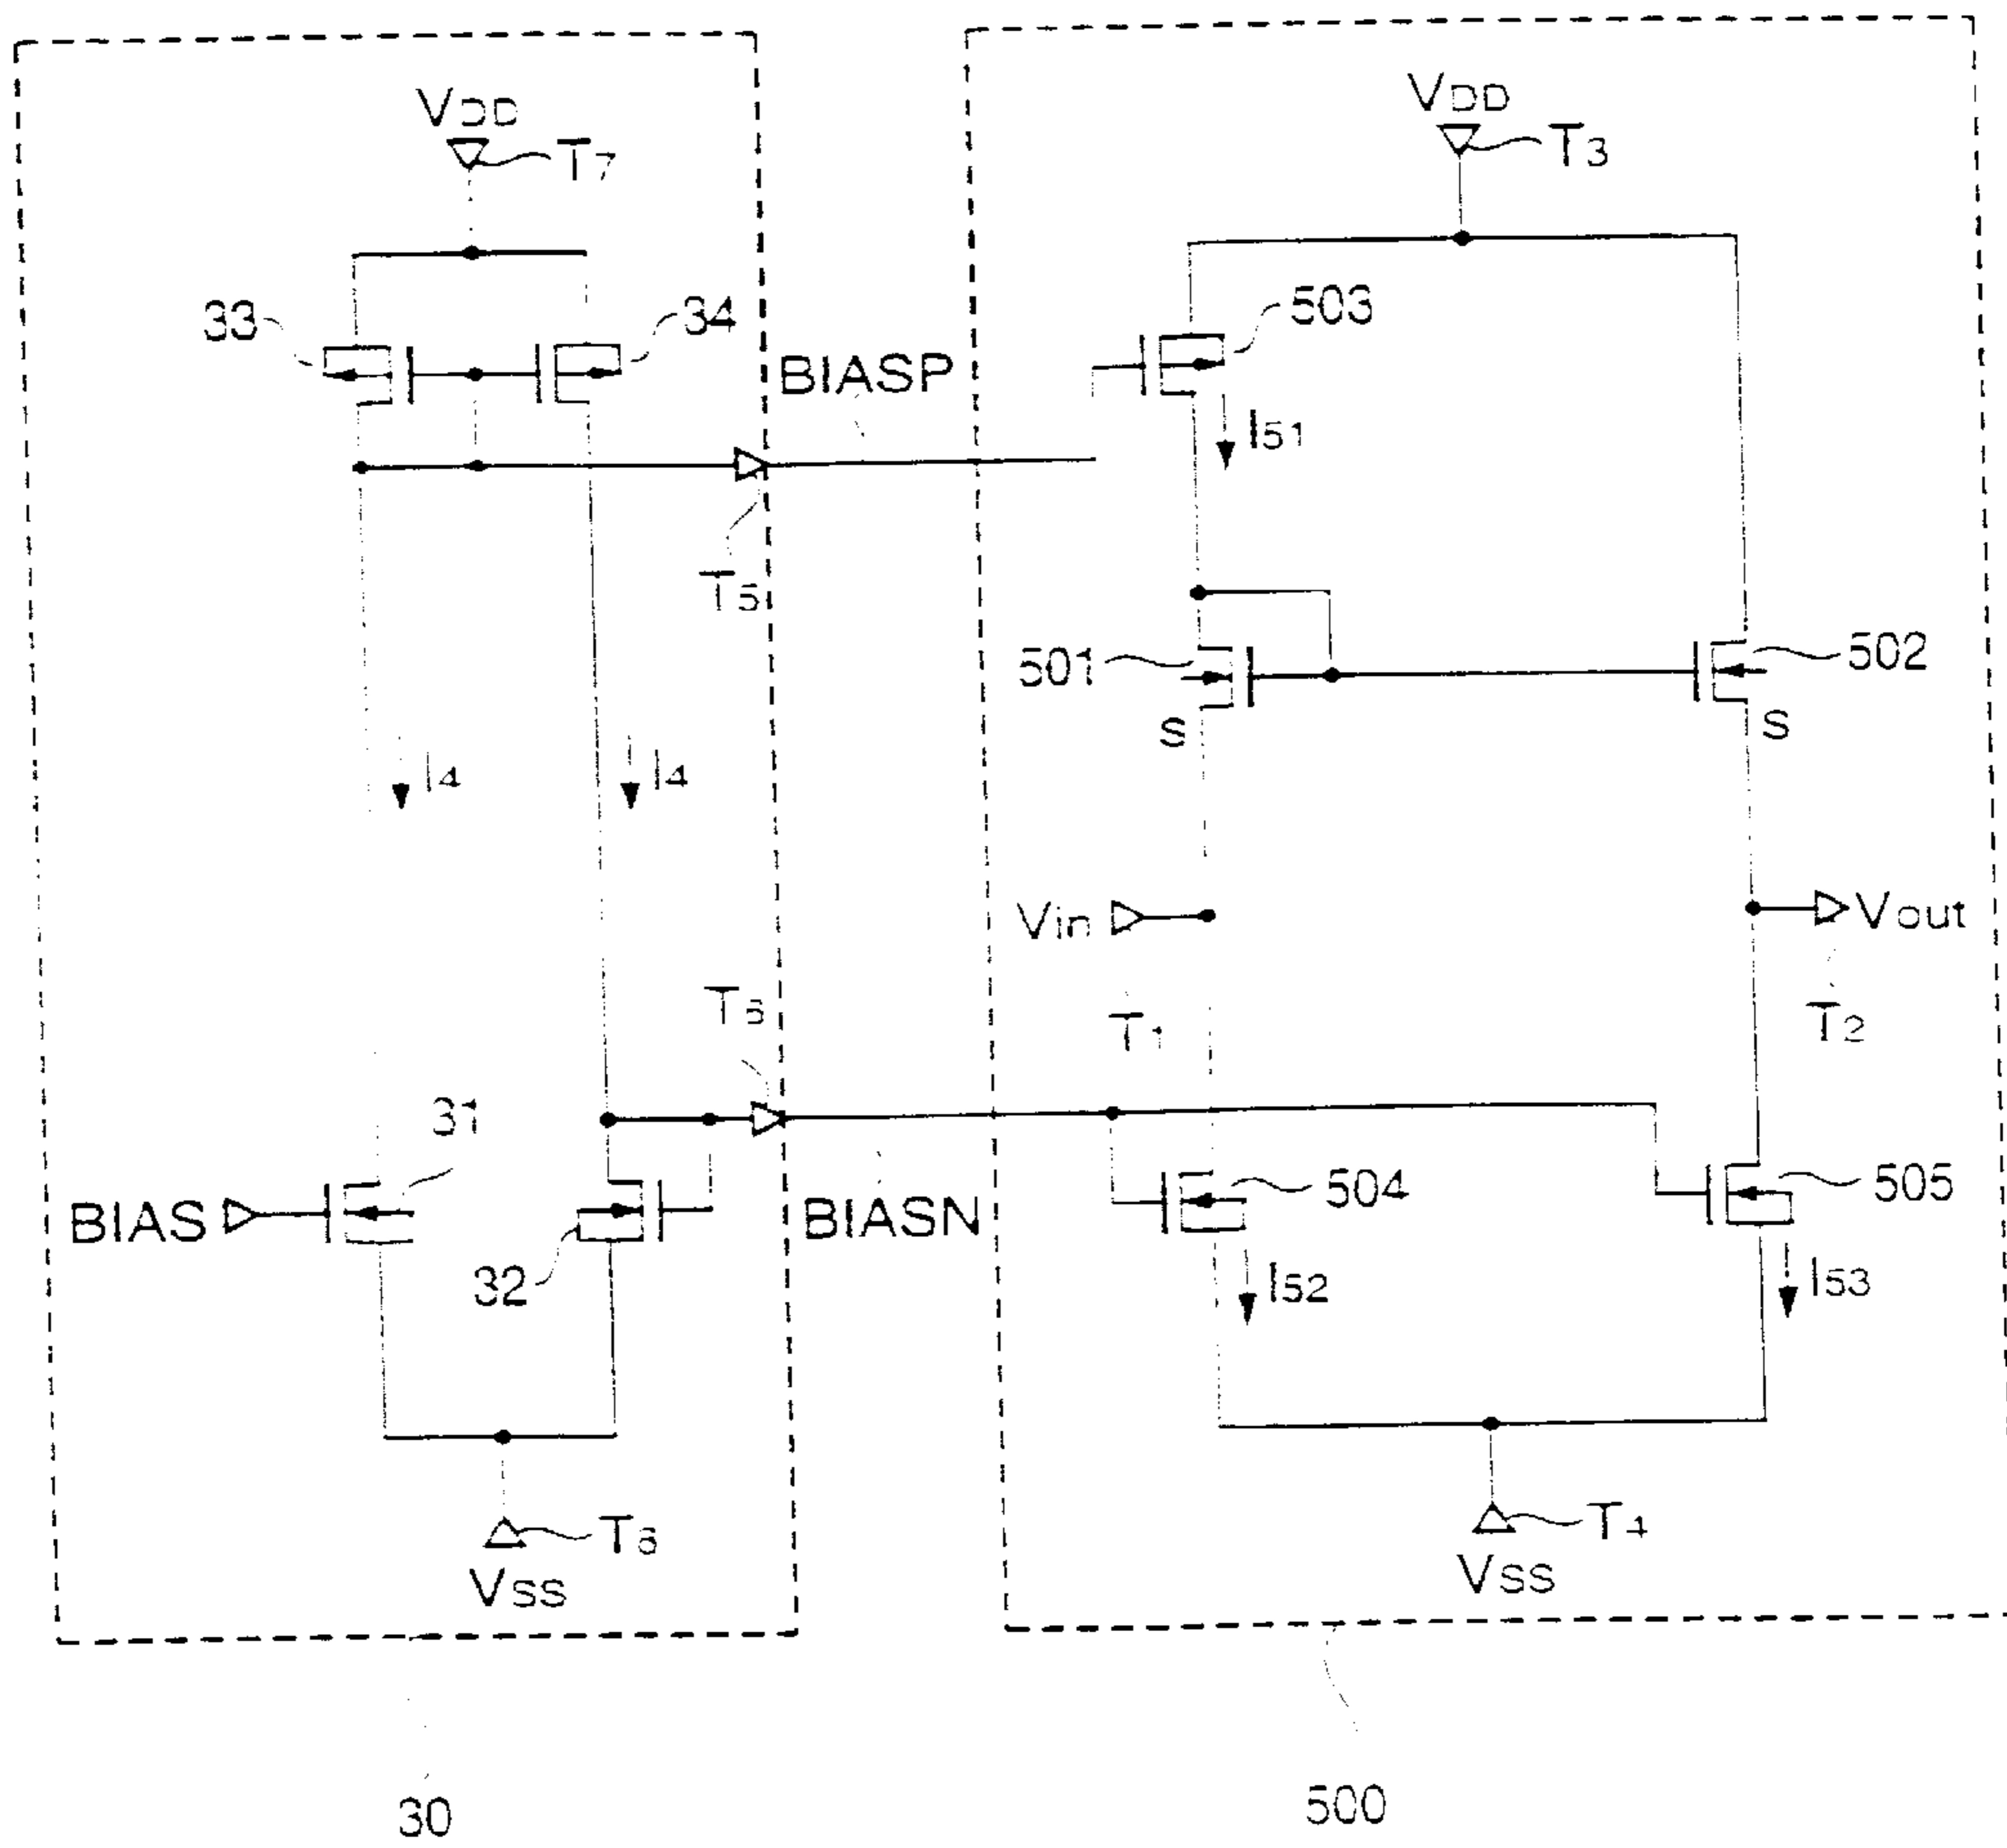 VDD
T7
VDD
T3
33
34
BIASP
503
I51
T5
501
502
S
S
I4
I4
Vin
Vout
T6
T1
T2
31
BIAS
32
BIASN
504
505
I52
I53
T6
VSS
T4
VSS
30
500